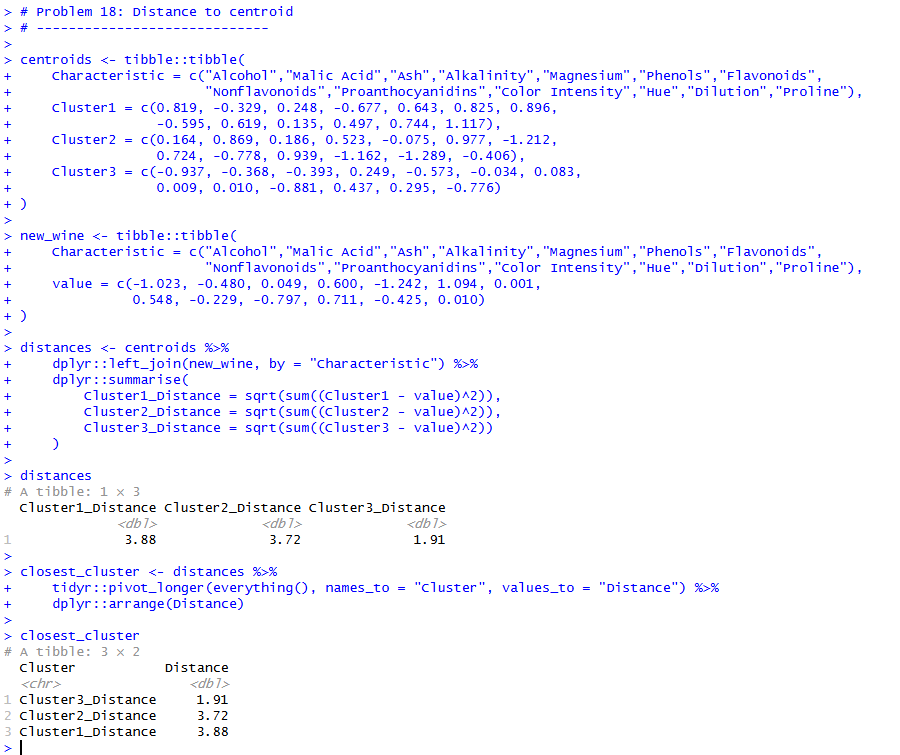 > # Problem 18: Distance to centroid
> # -----------------------------
>
> centroids <- tibble::tibble(
+     Characteristic = c("Alcohol","Malic Acid","Ash","Alkalinity","Magnesium","Phenols","Flavonoids",
+                        "Nonflavonoids","Proanthocyanidins","Color Intensity","Hue","Dilution","Proline"),
+     Cluster1 = c(0.819, -0.329, 0.248, -0.677, 0.643, 0.825, 0.896,
+                  -0.595, 0.619, 0.135, 0.497, 0.744, 1.117),
+     Cluster2 = c(0.164, 0.869, 0.186, 0.523, -0.075, 0.977, -1.212,
+                  0.724, -0.778, 0.939, -1.162, -1.289, -0.406),
+     Cluster3 = c(-0.937, -0.368, -0.393, 0.249, -0.573, -0.034, 0.083,
+                  0.009, 0.010, -0.881, 0.437, 0.295, -0.776)
+ )
>
> new_wine <- tibble::tibble(
+     Characteristic = c("Alcohol","Malic Acid","Ash","Alkalinity","Magnesium","Phenols","Flavonoids",
+                        "Nonflavonoids","Proanthocyanidins","Color Intensity","Hue","Dilution","Proline"),
+     value = c(-1.023, -0.480, 0.049, 0.600, -1.242, 1.094, 0.001,
+               0.548, -0.229, -0.797, 0.711, -0.425, 0.010)
+ )
>
> distances <- centroids %>%
+     dplyr::left_join(new_wine, by = "Characteristic") %>%
+     dplyr::summarise(
+         Cluster1_Distance = sqrt(sum((Cluster1 - value)^2)),
+         Cluster2_Distance = sqrt(sum((Cluster2 - value)^2)),
+         Cluster3_Distance = sqrt(sum((Cluster3 - value)^2))
+     )
>
> distances
# A tibble: 1 × 3
  Cluster1_Distance Cluster2_Distance Cluster3_Distance
              <dbl>             <dbl>             <dbl>
1              3.88              3.72              1.91
>
> closest_cluster <- distances %>%
+     tidyr::pivot_longer(everything(), names_to = "Cluster", values_to = "Distance") %>%
+     dplyr::arrange(Distance)
>
> closest_cluster
# A tibble: 3 × 2
  Cluster           Distance
  <chr>                <dbl>
1 Cluster3_Distance     1.91
2 Cluster2_Distance     3.72
3 Cluster1_Distance     3.88
>